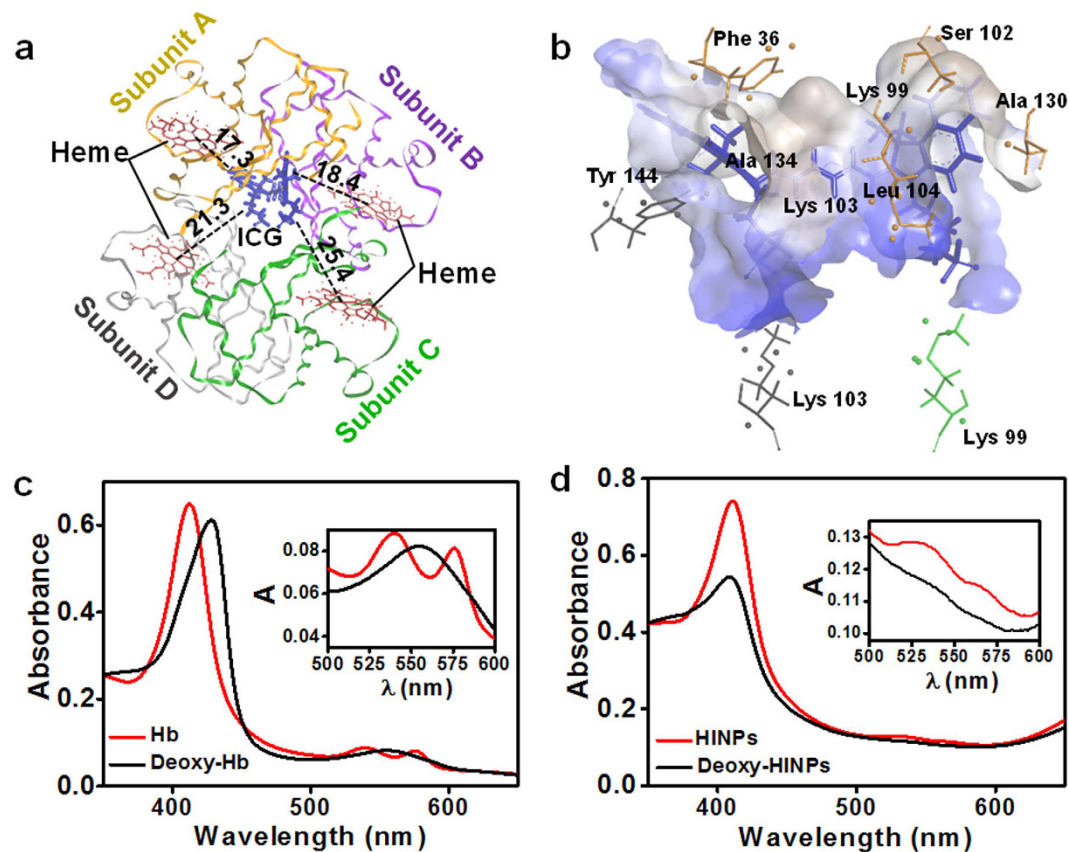 a
Subunit A
Subunit B
Heme
17.3
18.4
21.3
ICG
25.4
Heme
Subunit D
Subunit C
b
Phe 36
Ser 102
Lys 99
Ala 130
Tyr 144
Ala 134
Lys 103
Leu 104
Lys 103
Lys 99
c
Absorbance
0.6
0.4
0.2
0.0
400
500
600
Wavelength (nm)
Hb
Deoxy-Hb
A
0.08
0.06
0.04
500
525
550
575
600
λ (nm)
d
Absorbance
0.8
0.6
0.4
0.2
0.0
400
500
600
Wavelength (nm)
HINPs
Deoxy-HINPs
A
0.13
0.12
0.11
0.10
500
525
550
575
600
λ (nm)